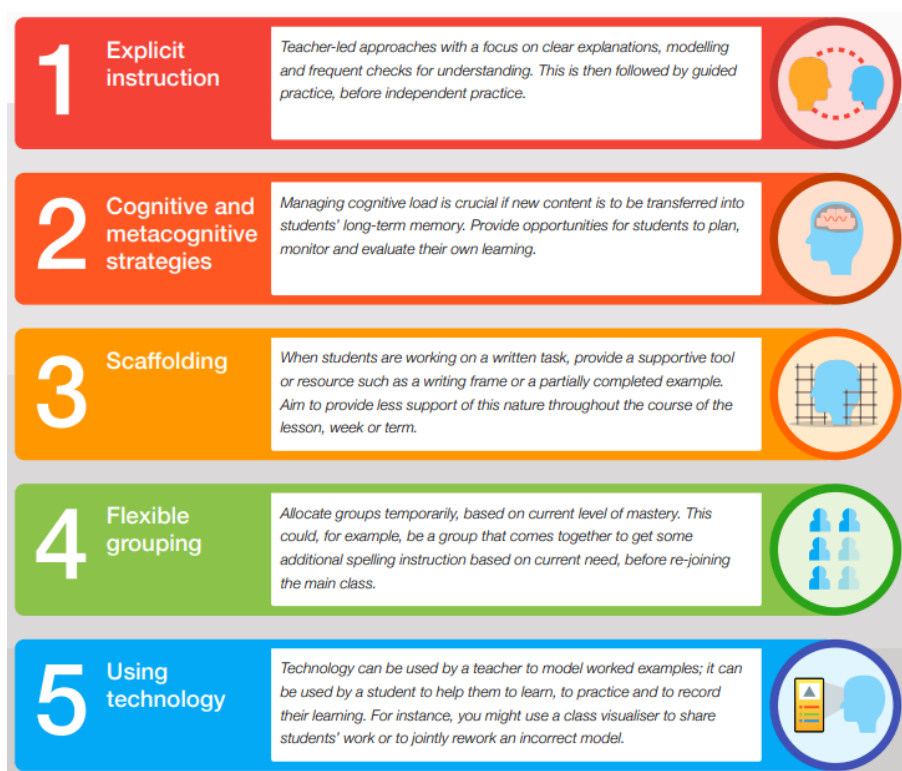 1
Explicit
instruction
Teacher-led approaches with a focus on clear explanations, modelling
and frequent checks for understanding. This is then followed by guided
practice, before independent practice.
2
Cognitive and
metacognitive
strategies
Managing cognitive load is crucial if new content is to be transferred into
students' long-term memory. Provide opportunities for students to plan,
monitor and evaluate their own learning.
3
Scaffolding
When students are working on a written task, provide a supportive tool
or resource such as a writing frame or a partially completed example.
Aim to provide less support of this nature throughout the course of the
lesson, week or term.
4
Flexible
grouping
Allocate groups temporarily, based on current level of mastery. This
could, for example, be a group that comes together to get some
additional spelling instruction based on current need, before re-joining
the main class.
5
Using
technology
Technology can be used by a teacher to model worked examples; it can
be used by a student to help them to learn, to practice and to record
their learning. For instance, you might use a class visualiser to share
students' work or to jointly rework an incorrect model.